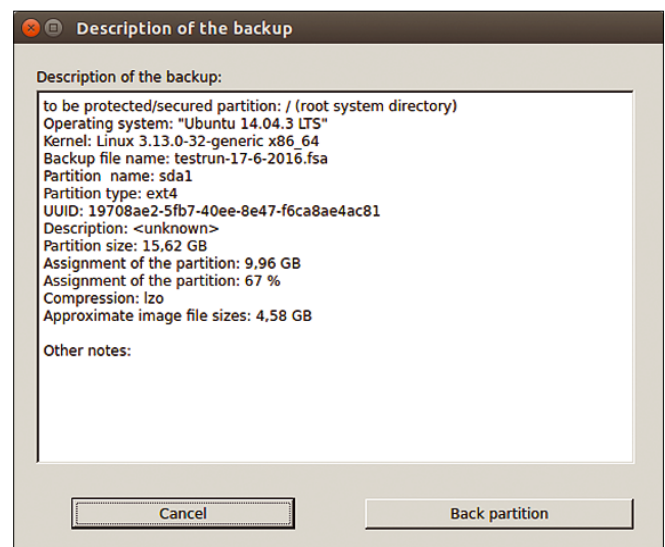 Description of the backup
Description of the backup:
to be protected/secured partition: / (root system directory)
Operating system: "Ubuntu 14.04.3 LTS"
Kernel: Linux 3.13.0-32-generic x86_64
Backup file name: testrun-17-6-2016.fsa
Partition  name: sda1
Partition type: ext4
UUID: 19708ae2-5fb7-40ee-8e47-f6ca8ae4ac81
Description: <unknown>
Partition size: 15,62 GB
Assignment of the partition: 9,96 GB
Assignment of the partition: 67 %
Compression: lzo
Approximate image file sizes: 4,58 GB
Other notes:
Cancel
Back partition